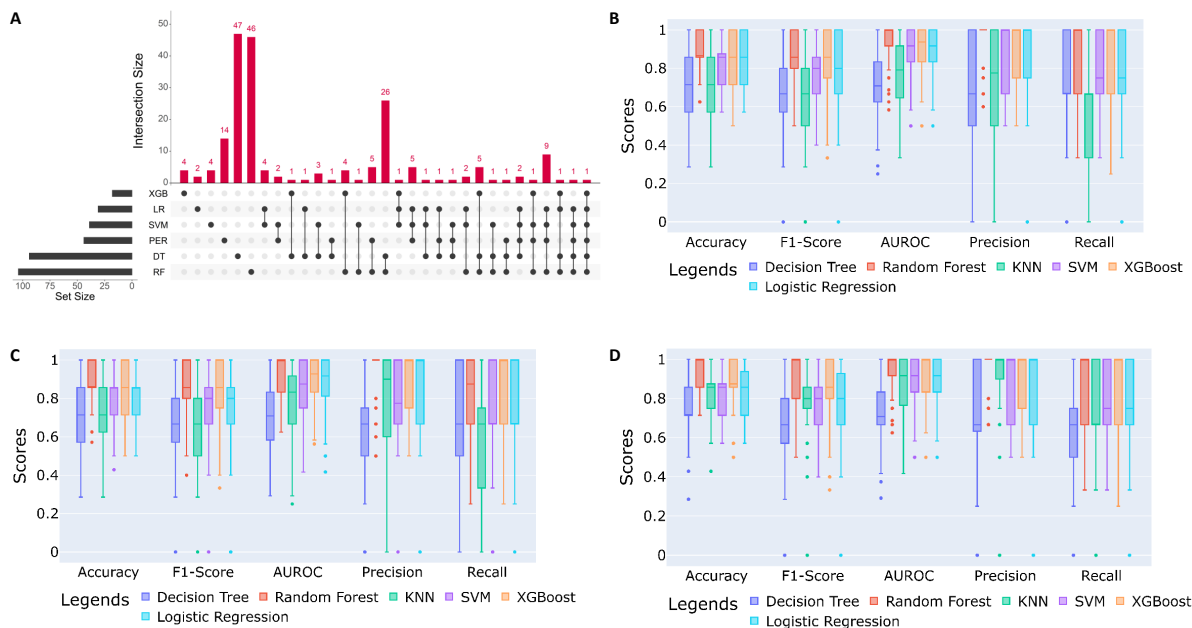 A
Intersection Size
50
40
30
20
10
0
4 2 4 14 47 46 4 2 1 1 3 1 4 1 5 26 1 5 1 1 1 2 5 1 1 2 1 9 1 1 1
XGB
LR
SVM
PER
DT
RF
100 75 50 25 0
Set Size
B
Scores
1
0.8
0.6
0.4
0.2
0
Accuracy F1-Score AUROC Precision Recall
Legends Decision Tree Random Forest KNN SVM XGBoost
Logistic Regression
C
Scores
1
0.8
0.6
0.4
0.2
0
Accuracy F1-Score AUROC Precision Recall
Legends Decision Tree Random Forest KNN SVM XGBoost
Logistic Regression
D
Scores
1
0.8
0.6
0.4
0.2
0
Accuracy F1-Score AUROC Precision Recall
Legends Decision Tree Random Forest KNN SVM XGBoost
Logistic Regression